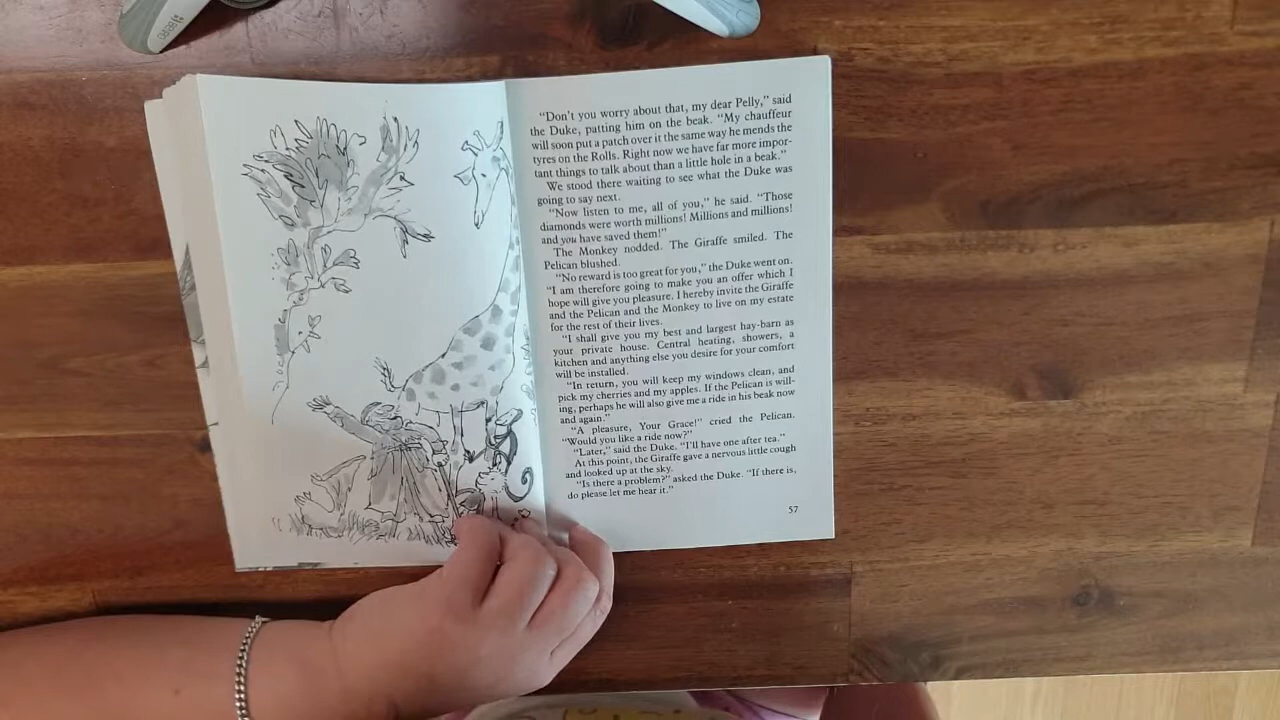 “Don’t you worry about that, my dear Pelly,” said
the Duke, patting him on the beak. “My chauffeur
will soon put a patch over it the same way he mends the
tyres on the Rolls. Right now we have far more impor-
tant things to talk about than a little hole in a beak.”
We stood there waiting to see what the Duke was
going to say next.
“Now listen to me, all of you,” he said. “Those
diamonds were worth millions! Millions and millions!
and you have saved them!”
The Monkey nodded. The Giraffe smiled. The
Pelican blushed.
“No reward is too great for you,” the Duke went on.
“I am therefore going to make you an offer which I
hope will give you pleasure. I hereby invite the Giraffe
and the Pelican and the Monkey to live on my estate
for the rest of their lives.
“I shall give you my best and largest hay-barn as
your private house. Central heating, showers, a
kitchen and anything else you desire for your comfort
will be installed.
“In return, you will keep my windows clean, and
pick my cherries and my apples. If the Pelican is will-
ing, perhaps he will also give me a ride in his beak now
and again.”
“A pleasure, Your Grace!” cried the Pelican.
“Would you like a ride now?”
“Later,” said the Duke. “I’ll have one after tea.”
At this point, the Giraffe gave a nervous little cough
and looked up at the sky.
“Is there a problem?” asked the Duke. “If there is,
do please let me hear it.”
57